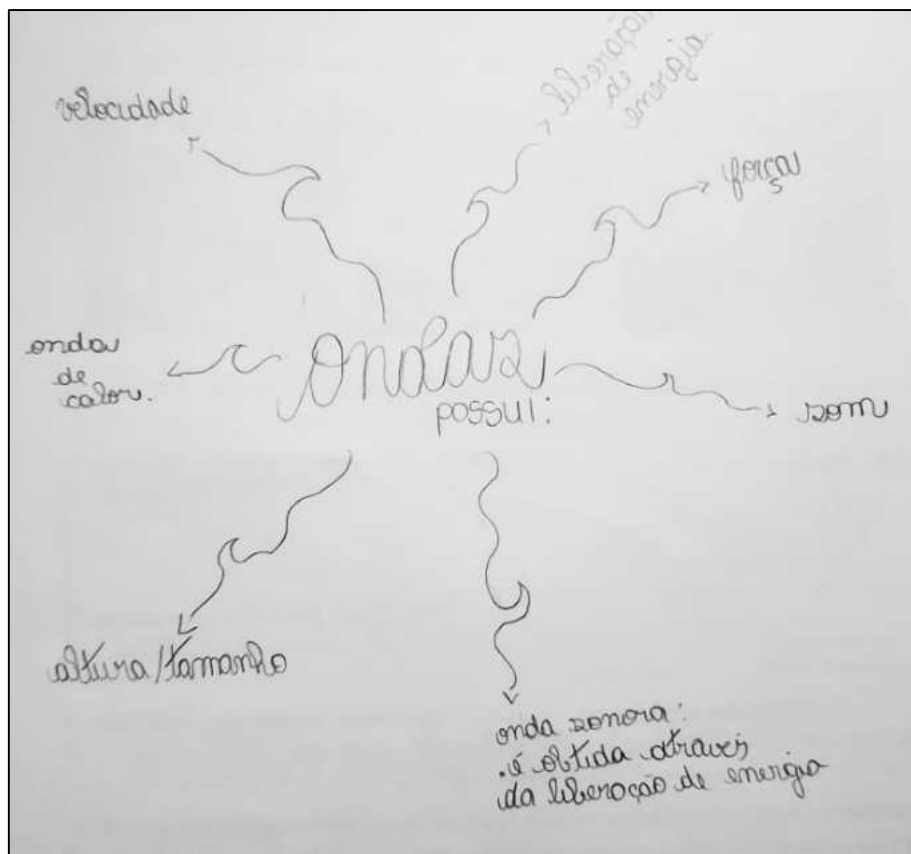 velocidade
liberação
de
energia
força
onda
de
calor.
ondas
possui:
som
altura/tamanho
onda sonora:
.é obtida atraves
da liberação de energia